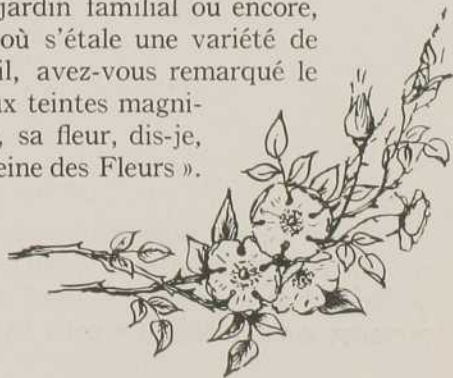 jardin familial ou encore,
où s'étale une variété de
il, avez-vous remarqué le
ux teintes magni-
, sa fleur, dis-je,
eine des Fleurs ».